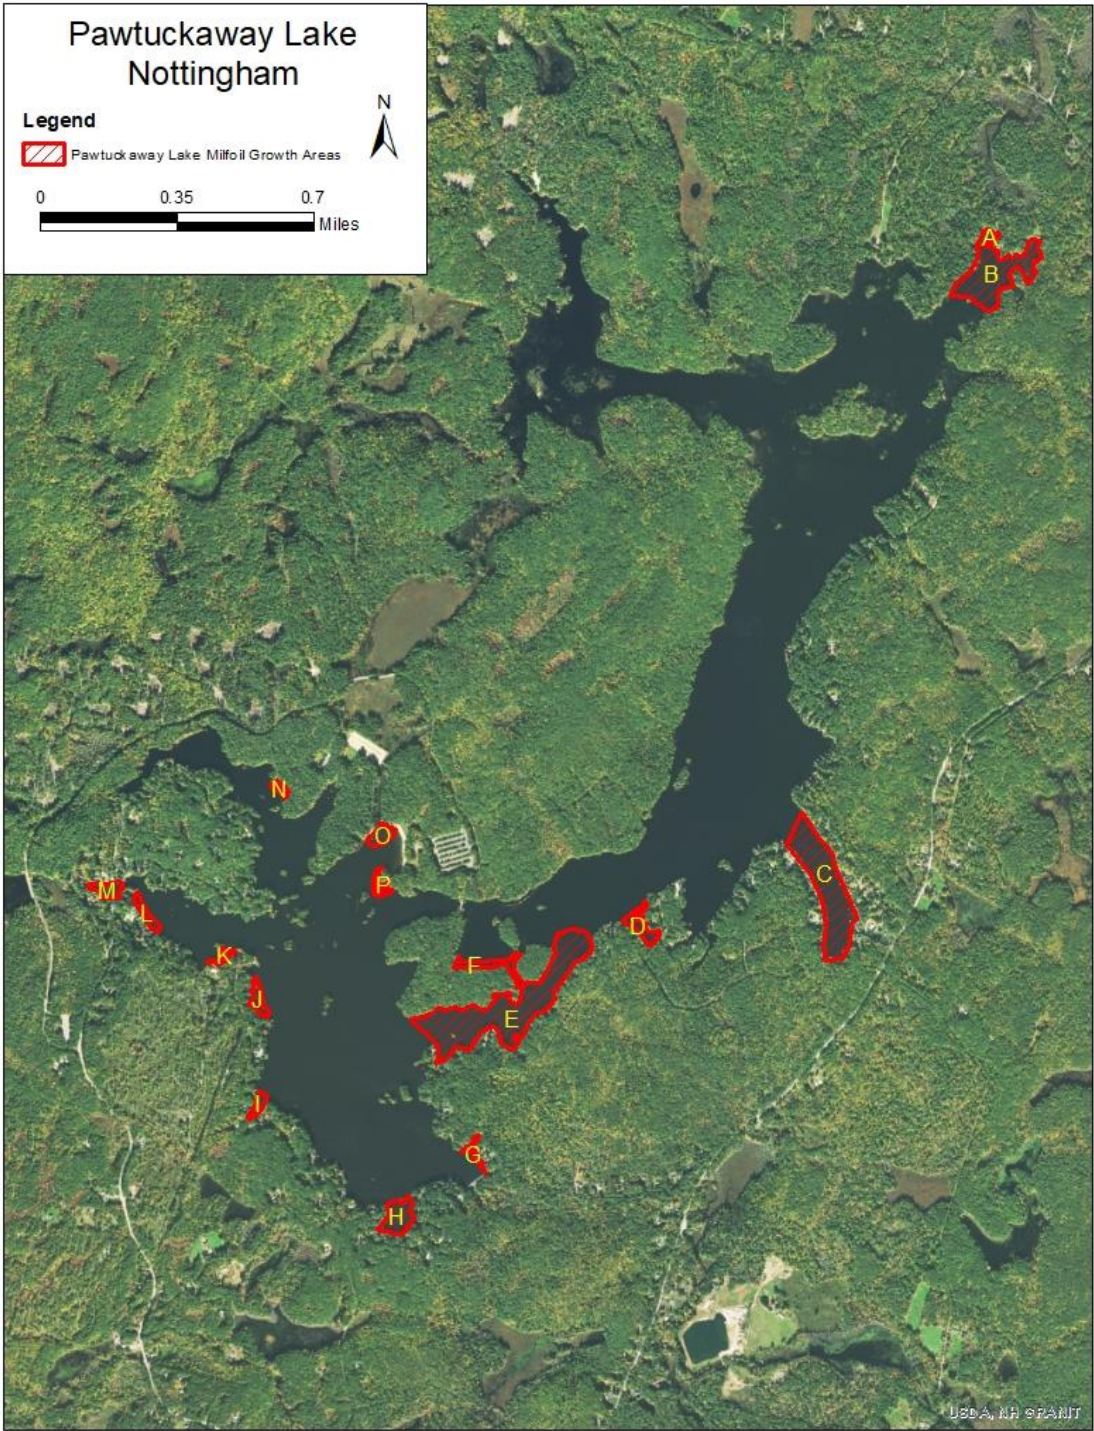 Pawtuckaway Lake
Nottingham
Legend
N
Pawtuckaway Lake Milfoil Growth Areas
0 0.35 0.7
Miles
A
B
C
D
E
F
G
H
I
J
K
L
M
N
O
P
USDA, NH GRANIT